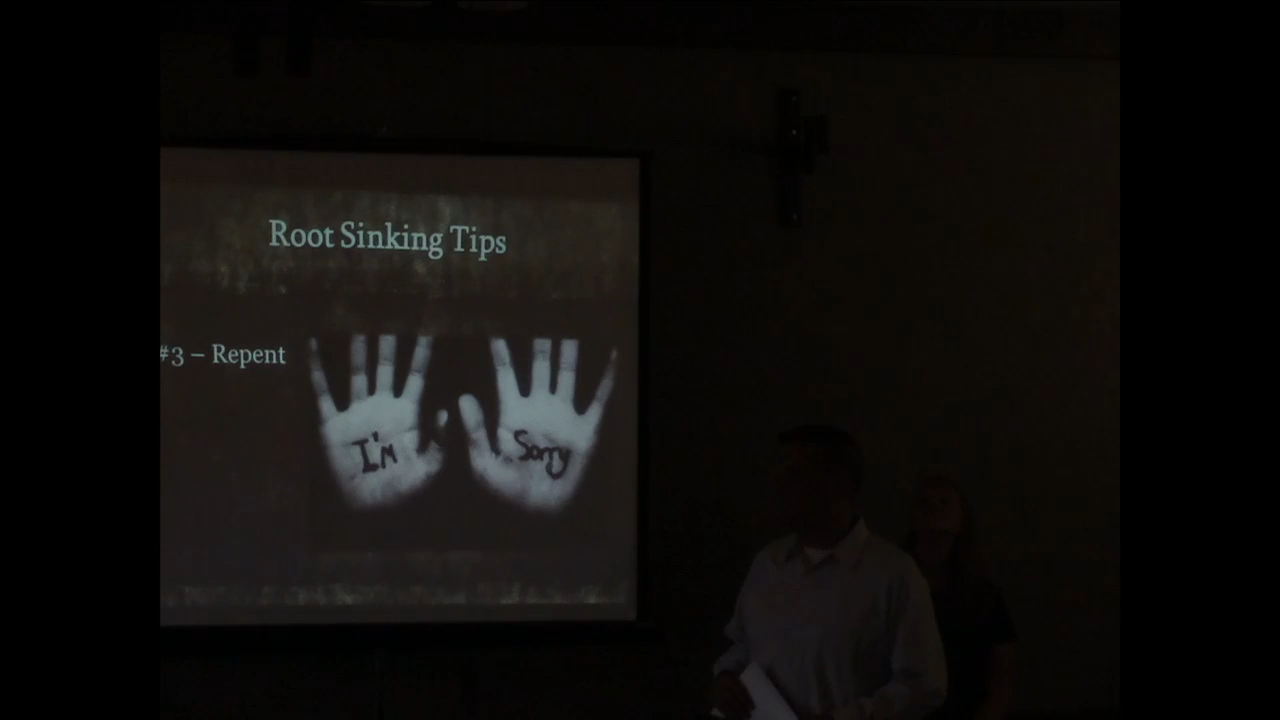 Root Sinking Tips
#3 – Repent
I'm
Sorry